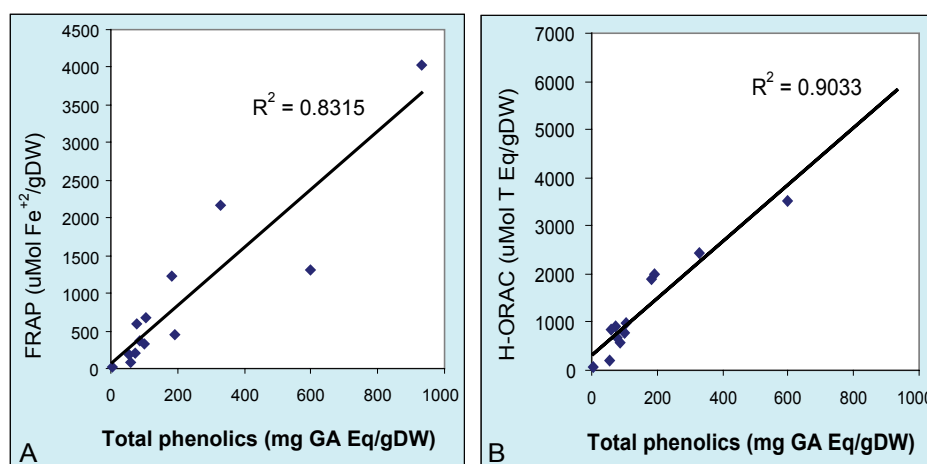 4500
4000
3500
3000
2500
2000
1500
1000
500
0
FRAP (uMol Fe⁺²/gDW)
R² = 0.8315
0 200 400 600 800 1000
Total phenolics (mg GA Eq/gDW)
A
7000
6000
5000
4000
3000
2000
1000
0
H-ORAC (uMol T Eq/gDW)
R² = 0.9033
0 200 400 600 800 1000
Total phenolics (mg GA Eq/gDW)
B